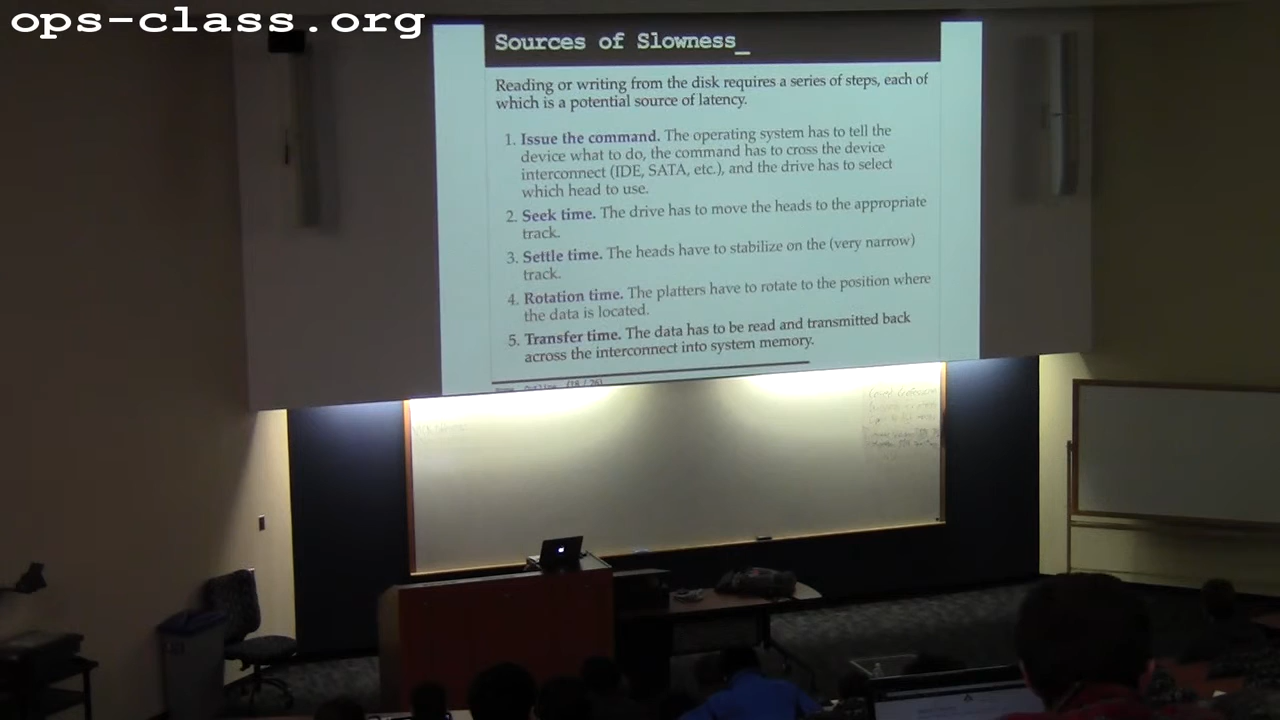 ops-class.org
Sources of Slowness_
Reading or writing from the disk requires a series of steps, each of
which is a potential source of latency.
1. Issue the command. The operating system has to tell the
device what to do, the command has to cross the device
interconnect (IDE, SATA, etc.), and the drive has to select
which head to use.
2. Seek time. The drive has to move the heads to the appropriate
track.
3. Settle time. The heads have to stabilize on the (very narrow)
track.
4. Rotation time. The platters have to rotate to the position where
the data is located.
5. Transfer time. The data has to be read and transmitted back
across the interconnect into system memory.